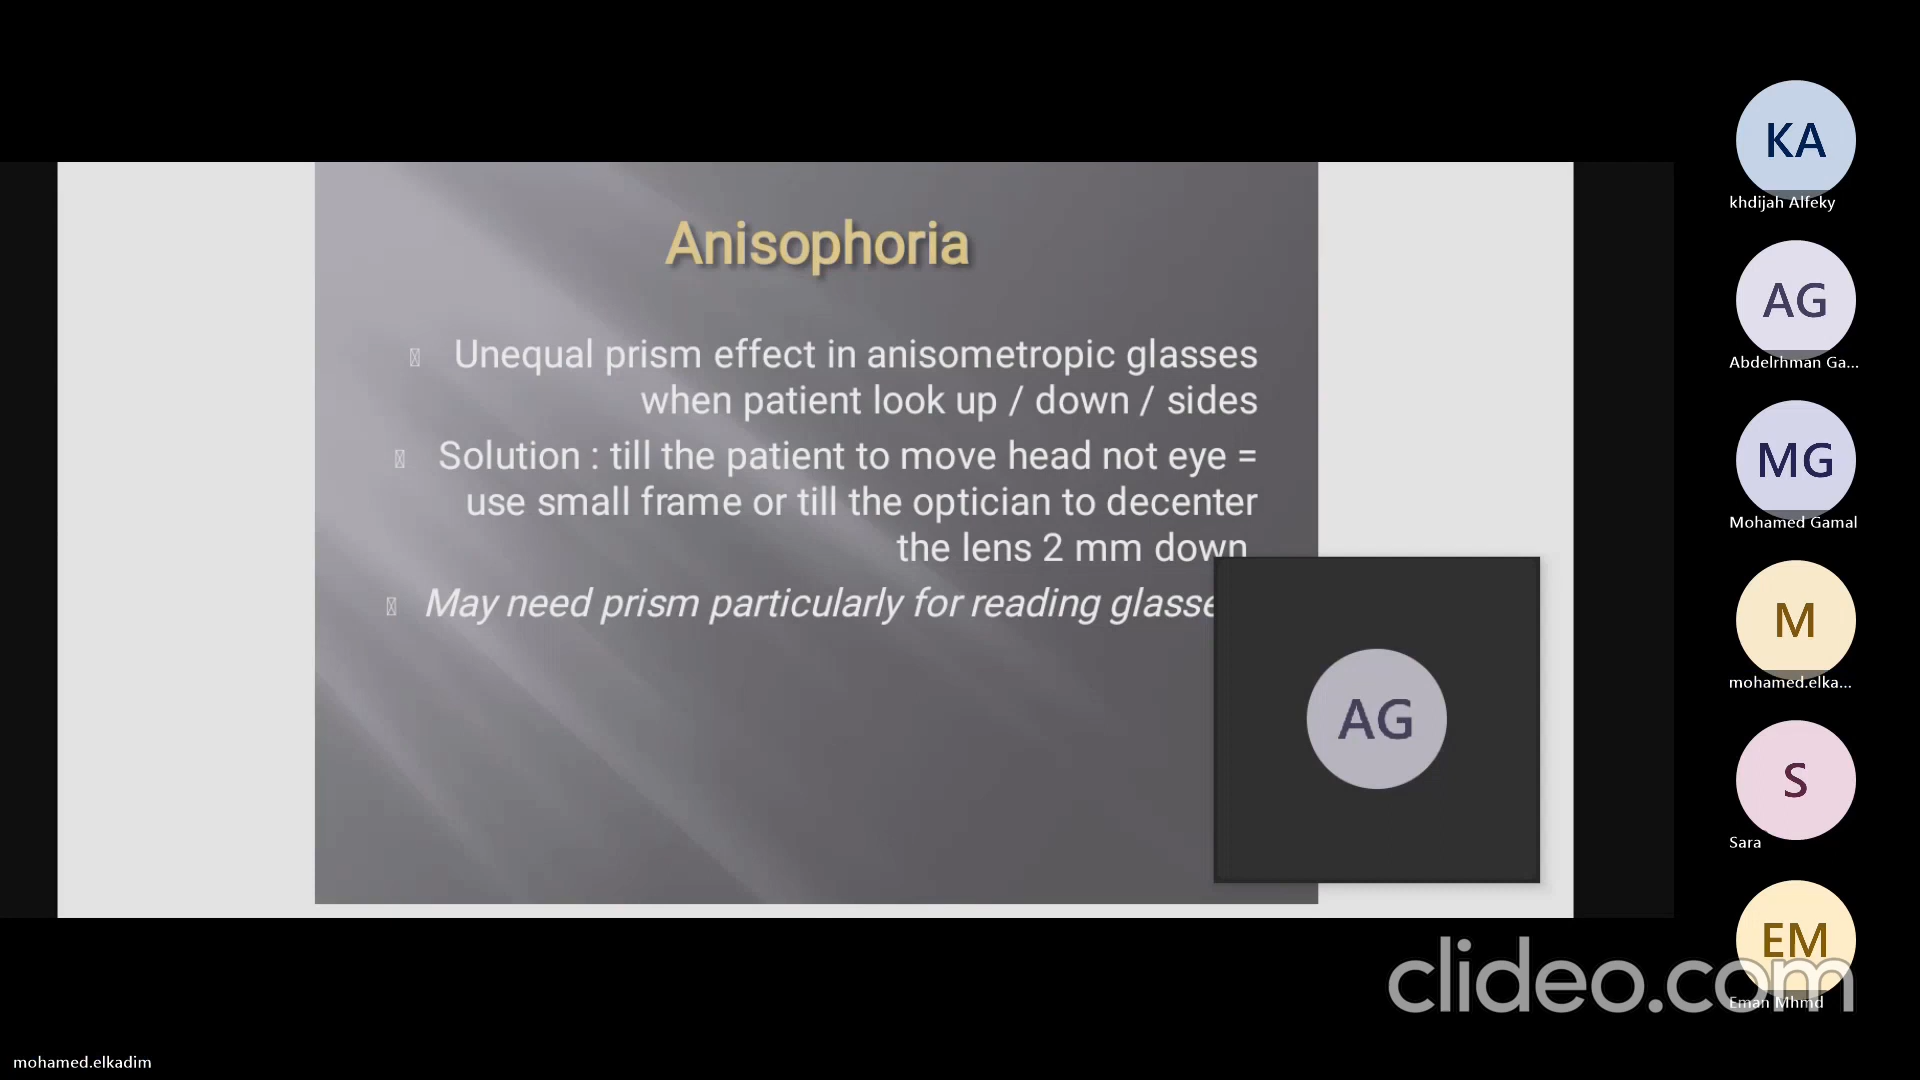 Anisophoria
Unequal prism effect in anisometropic glasses
when patient look up / down / sides
Solution : till the patient to move head not eye =
use small frame or till the optician to decenter
the lens 2 mm down
May need prism particularly for reading glasse
AG
KA
khdijah Alfeky
AG
Abdelrhman Ga...
MG
Mohamed Gamal
M
mohamed.elka...
S
Sara
EM
Eman Mhmd
clideo.com
mohamed.elkadim